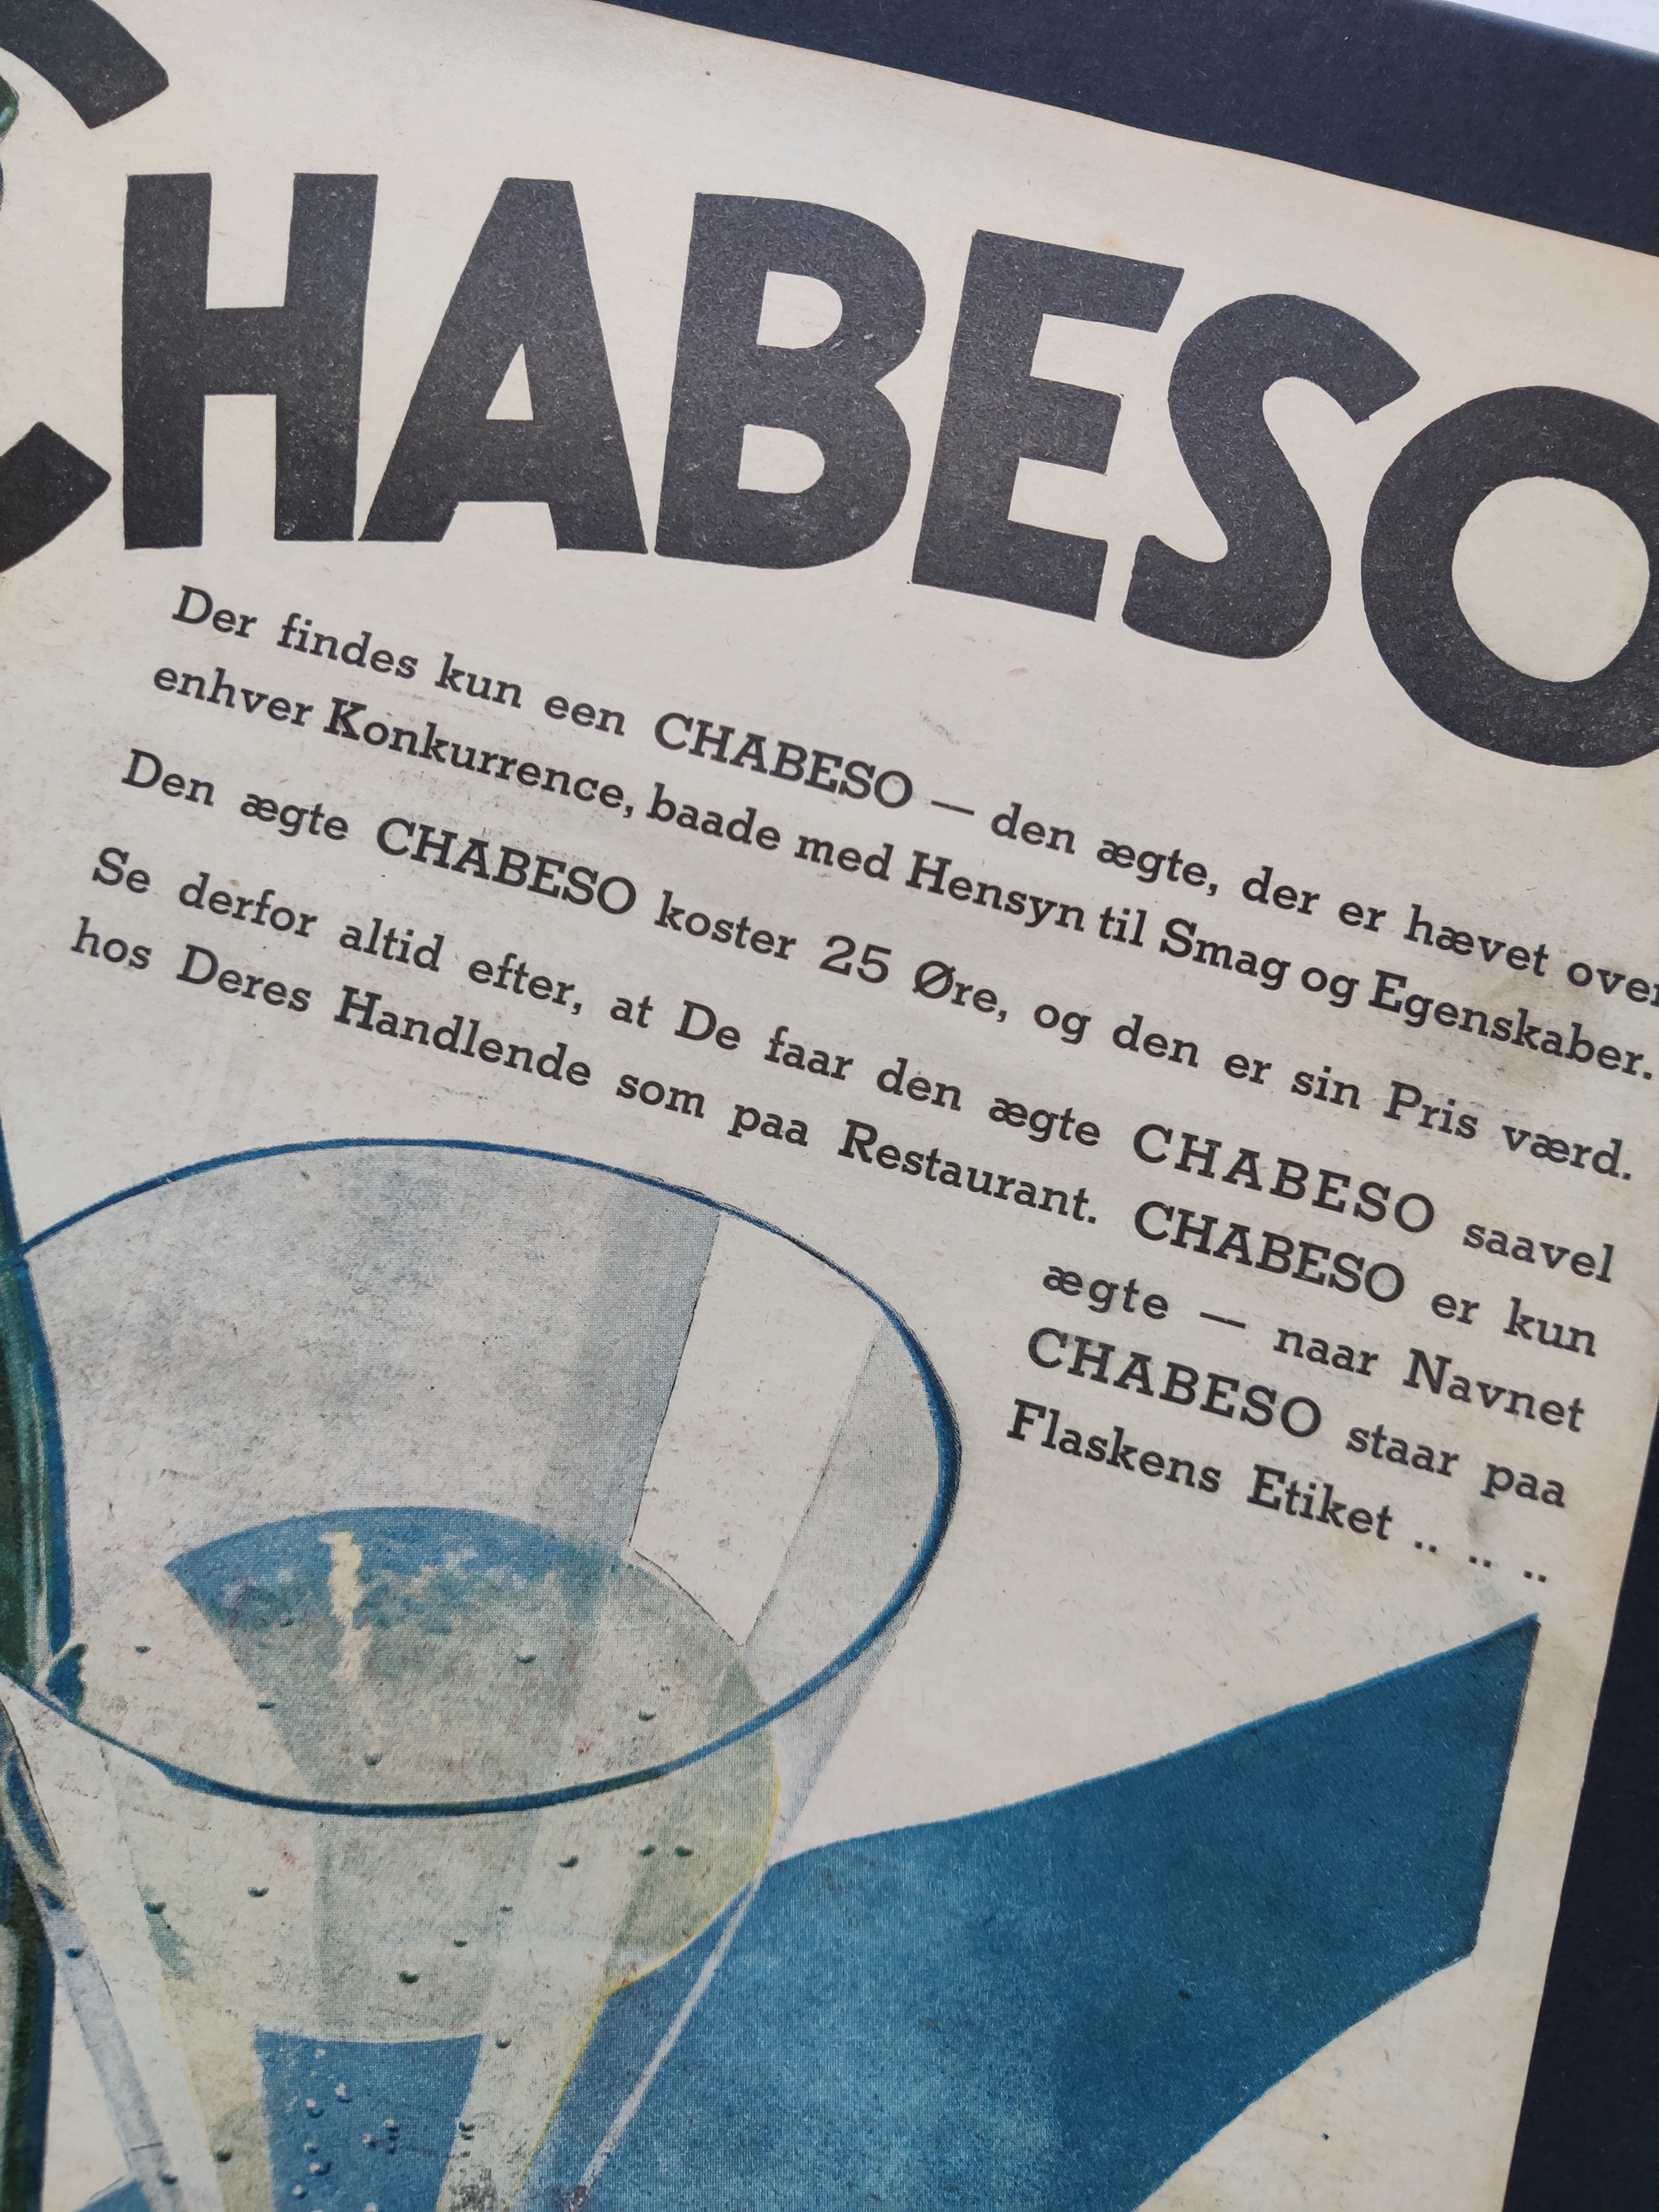 CHABESO
Der findes kun een CHABESO — den ægte, der er hævet over
enhver Konkurrence, baade med Hensyn til Smag og Egenskaber.
Den ægte CHABESO koster 25 Øre, og den er sin Pris værd.
Se derfor altid efter, at De faar den ægte CHABESO saavel
hos Deres Handlende som paa Restaurant. CHABESO er kun
ægte — naar Navnet
CHABESO staar paa
Flaskens Etiket .. .. ..